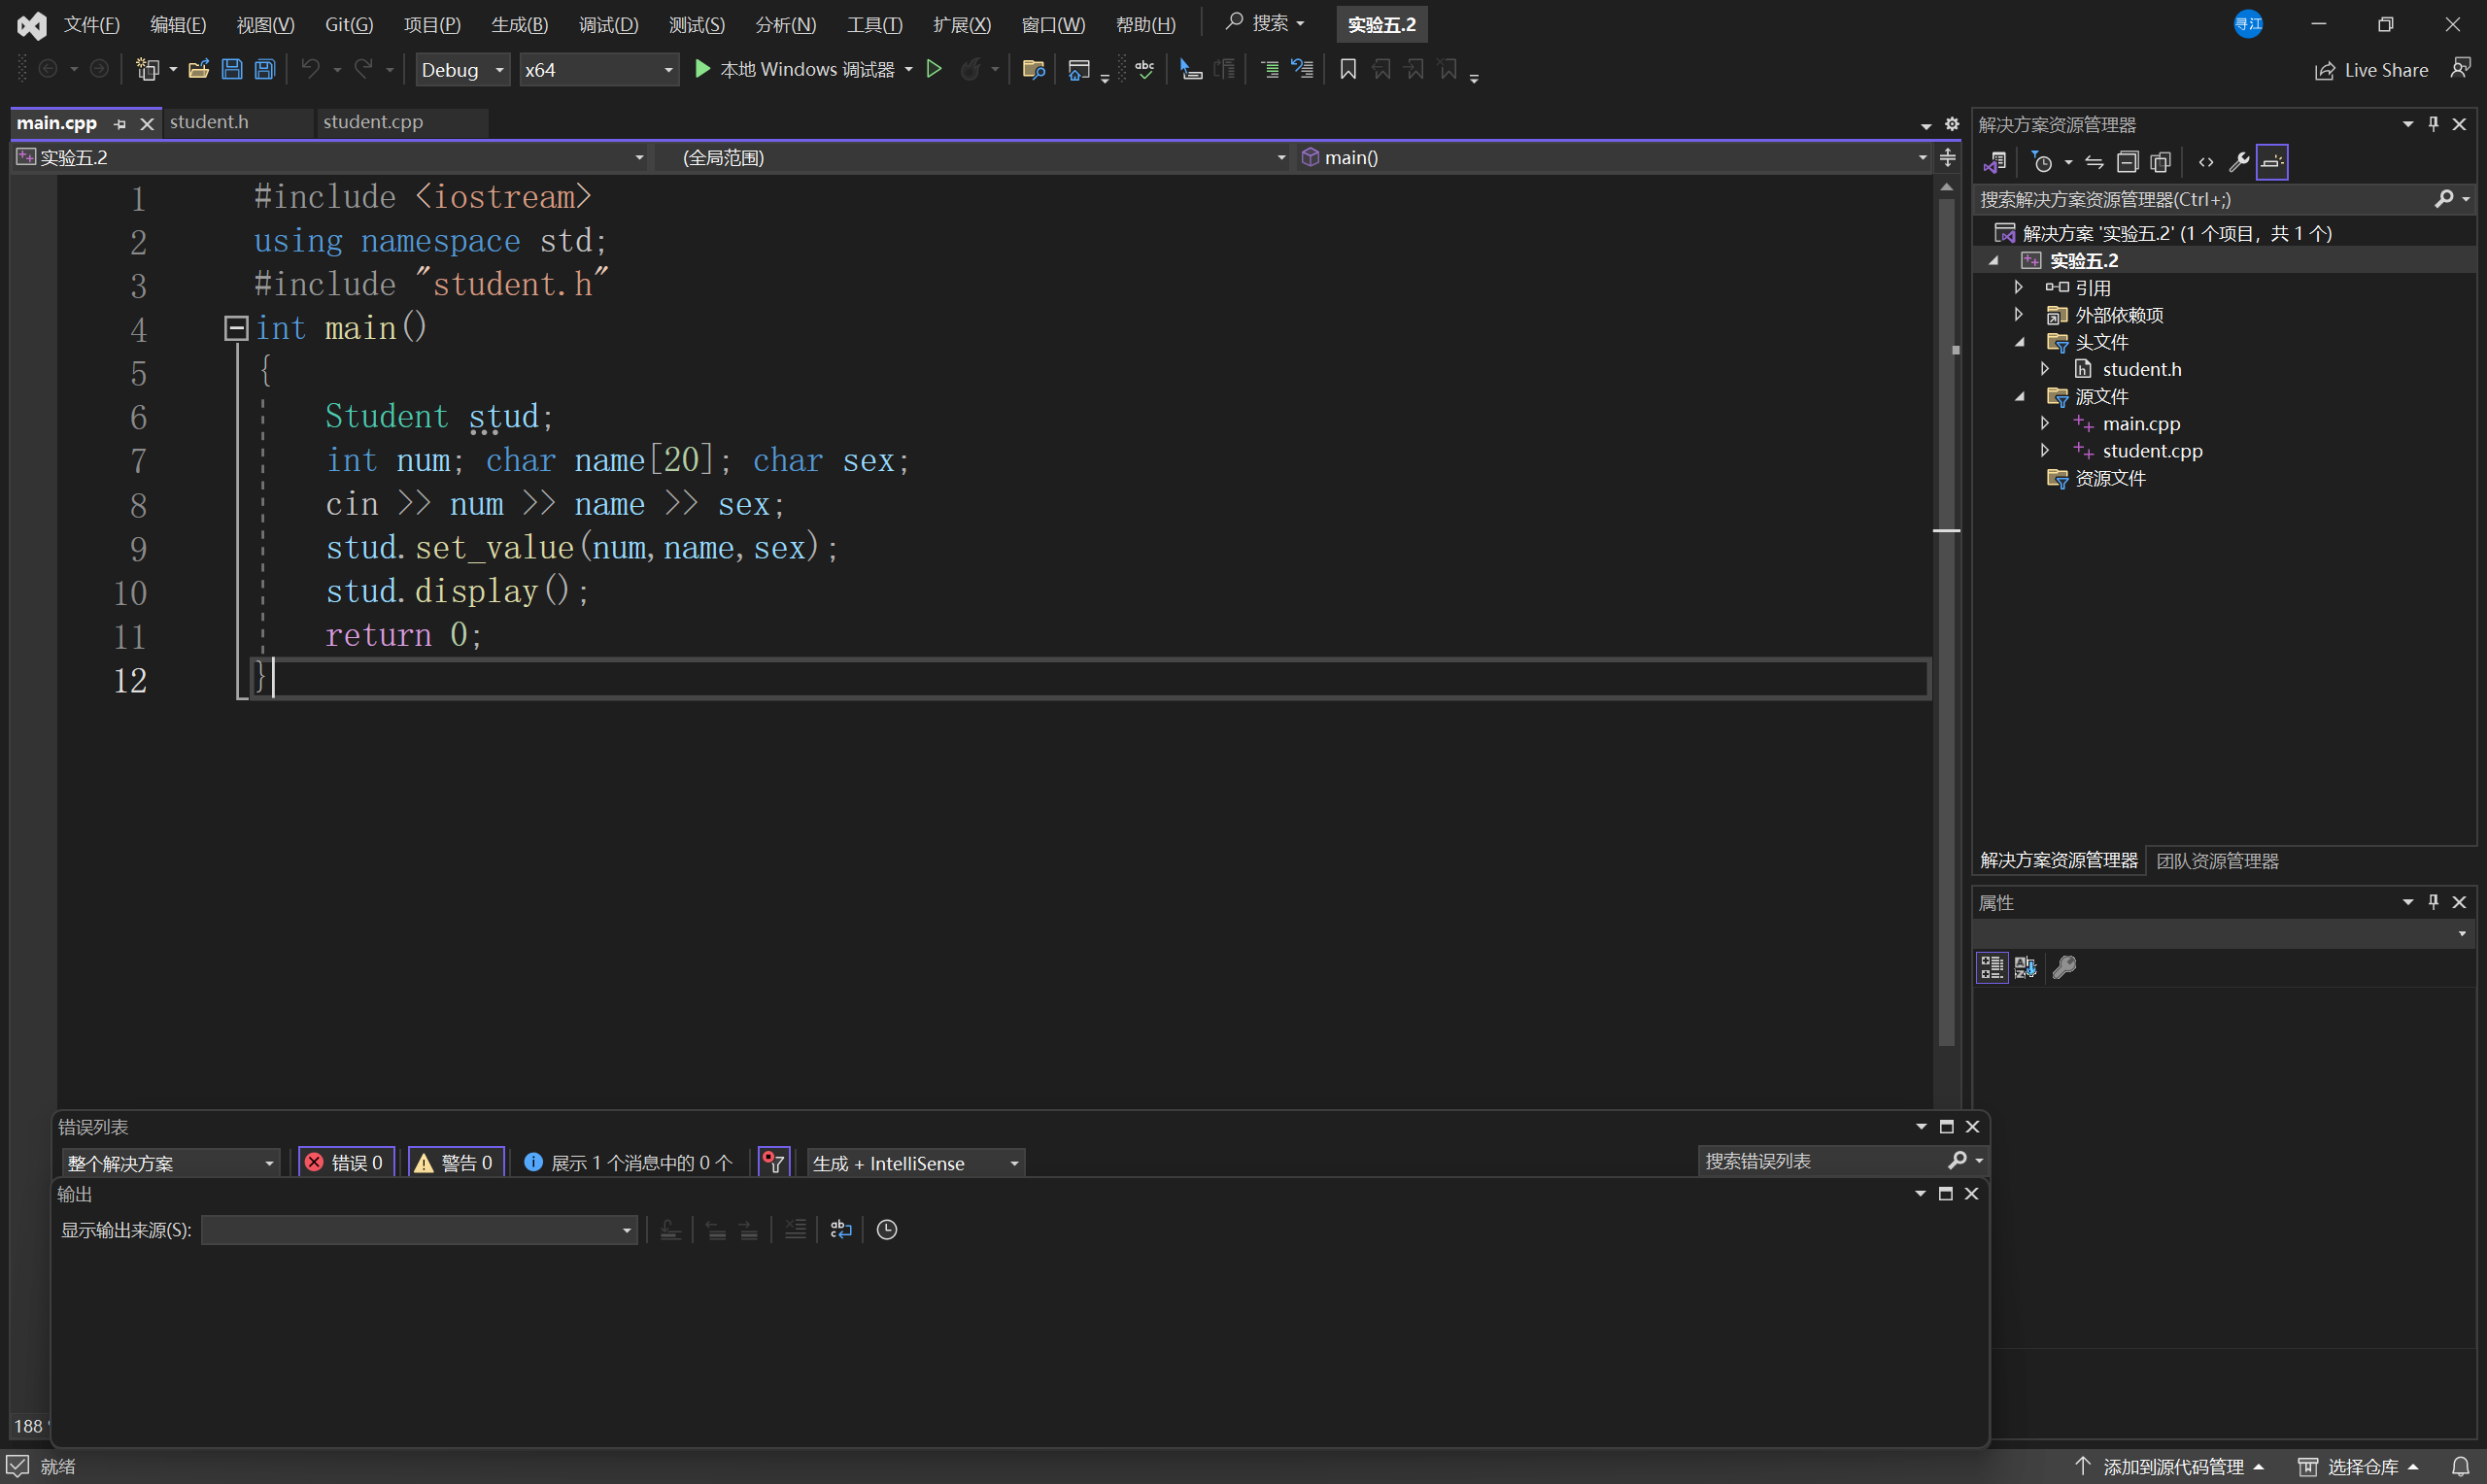 文件(F) 编辑(E) 视图(V) Git(G) 项目(P) 生成(B) 调试(D) 测试(S) 分析(N) 工具(T) 扩展(X) 窗口(W) 帮助(H) 搜索 实验五.2 寻江
Debug x64 本地 Windows 调试器 Live Share
main.cpp student.h student.cpp
实验五.2 (全局范围) main()
1 #include <iostream>
2 using namespace std;
3 #include "student.h"
4 int main()
5 {
6 Student stud;
7 int num; char name[20]; char sex;
8 cin >> num >> name >> sex;
9 stud.set_value(num,name,sex);
10 stud.display();
11 return 0;
12 }
解决方案资源管理器
搜索解决方案资源管理器(Ctrl+;)
解决方案 '实验五.2' (1 个项目，共 1 个)
实验五.2
引用
外部依赖项
头文件
student.h
源文件
main.cpp
student.cpp
资源文件
解决方案资源管理器 团队资源管理器
属性
错误列表
整个解决方案 错误 0 警告 0 展示 1 个消息中的 0 个 生成 + IntelliSense 搜索错误列表
输出
显示输出来源(S):
188
就绪 添加到源代码管理 选择仓库